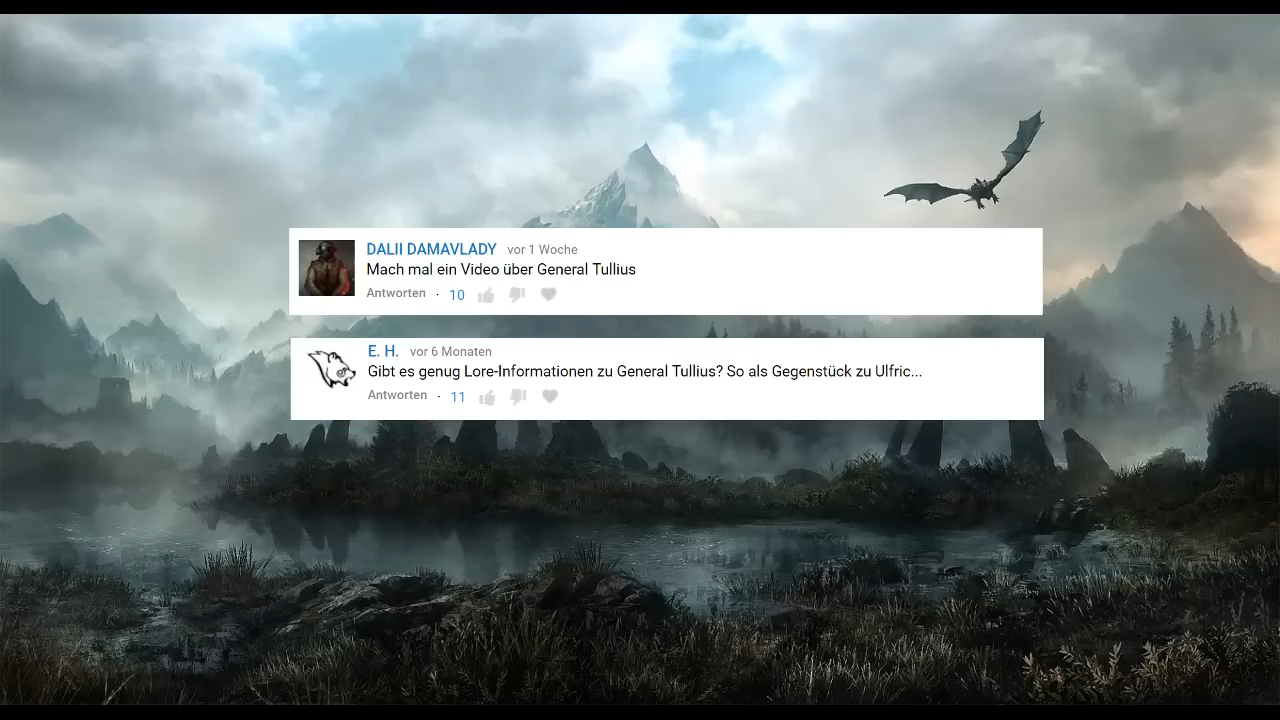 DALII DAMAVLADY vor 1 Woche
Mach mal ein Video über General Tullius
Antworten · 10
E. H. vor 6 Monaten
Gibt es genug Lore-Informationen zu General Tullius? So als Gegenstück zu Ulfric...
Antworten · 11